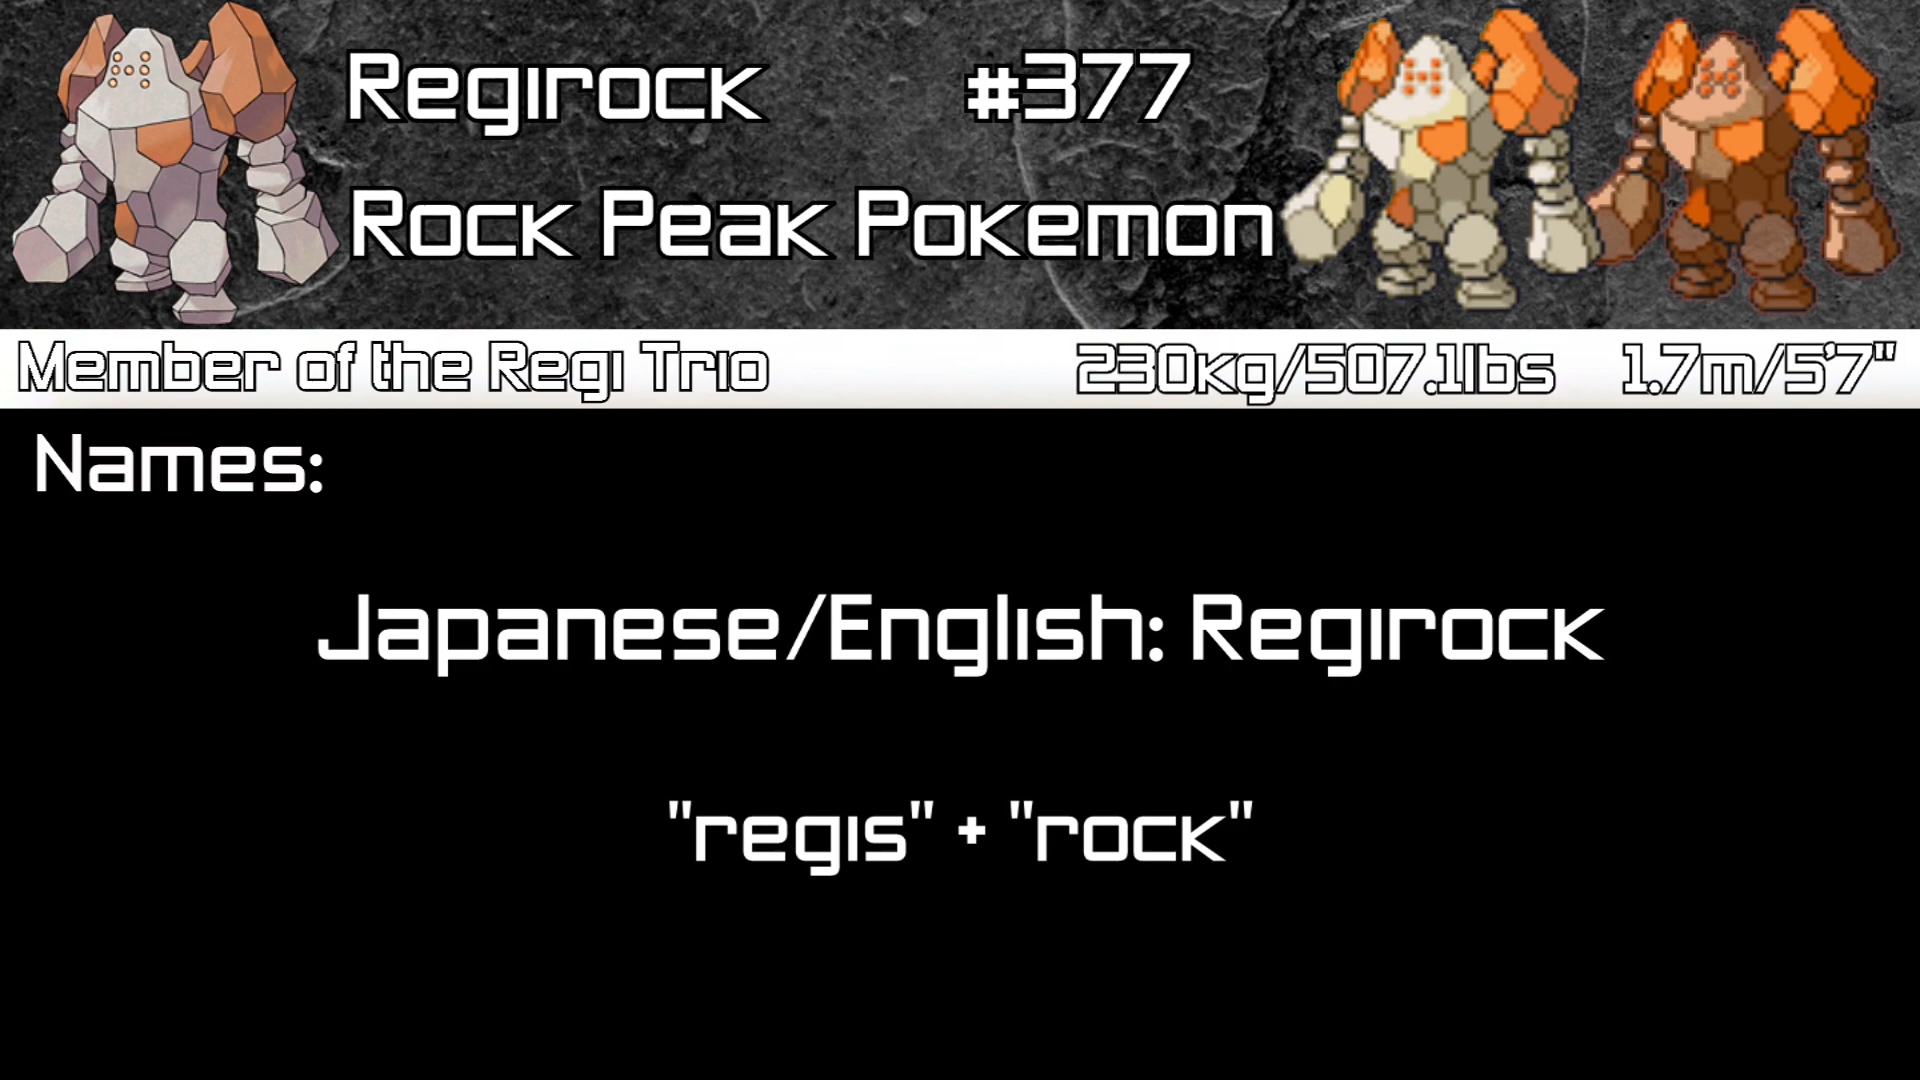 Regirock #377
Rock Peak Pokemon
Member of the Regi Trio 230kg/507.1lbs 1.7m/5'7"
Names:
Japanese/English: Regirock
"regis" + "rock"